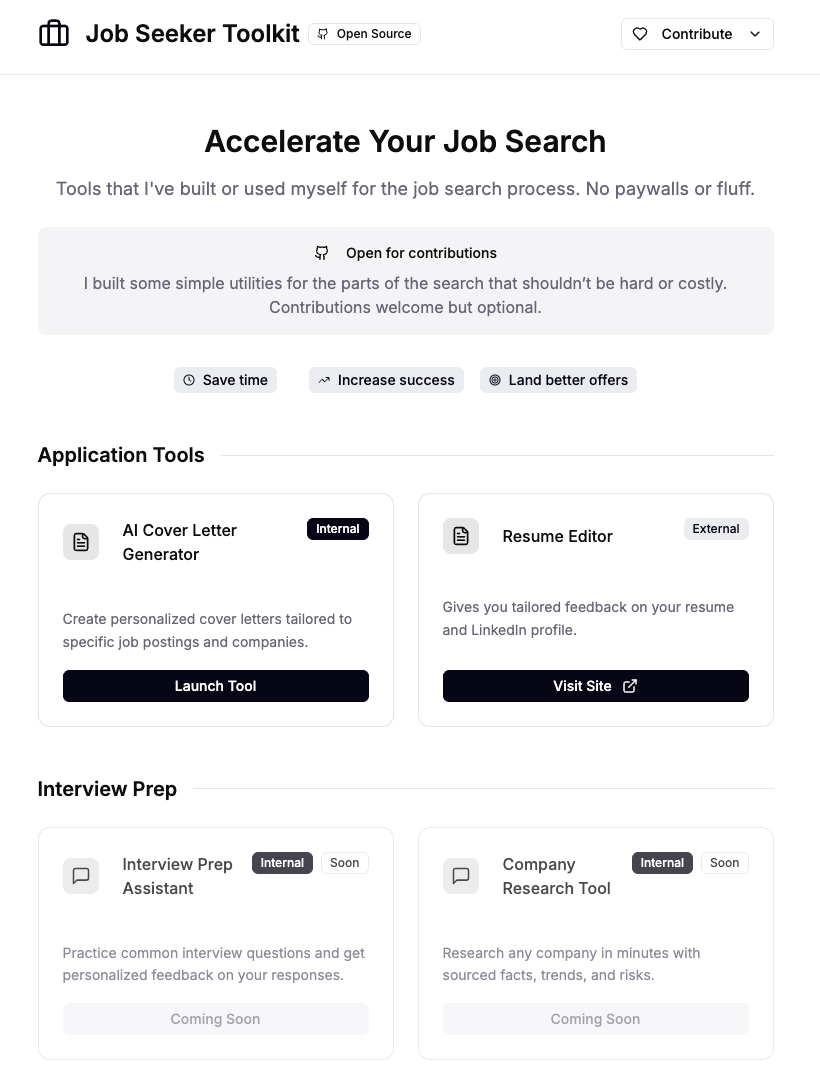 Job Seeker Toolkit
Open Source
Contribute
Accelerate Your Job Search
Tools that I've built or used myself for the job search process. No paywalls or fluff.
Open for contributions
I built some simple utilities for the parts of the search that shouldn’t be hard or costly.
Contributions welcome but optional.
Save time
Increase success
Land better offers
Application Tools
AI Cover Letter
Generator
Internal
Create personalized cover letters tailored to
specific job postings and companies.
Launch Tool
Resume Editor
External
Gives you tailored feedback on your resume
and LinkedIn profile.
Visit Site
Interview Prep
Interview Prep
Assistant
Internal
Soon
Practice common interview questions and get
personalized feedback on your responses.
Coming Soon
Company
Research Tool
Internal
Soon
Research any company in minutes with
sourced facts, trends, and risks.
Coming Soon